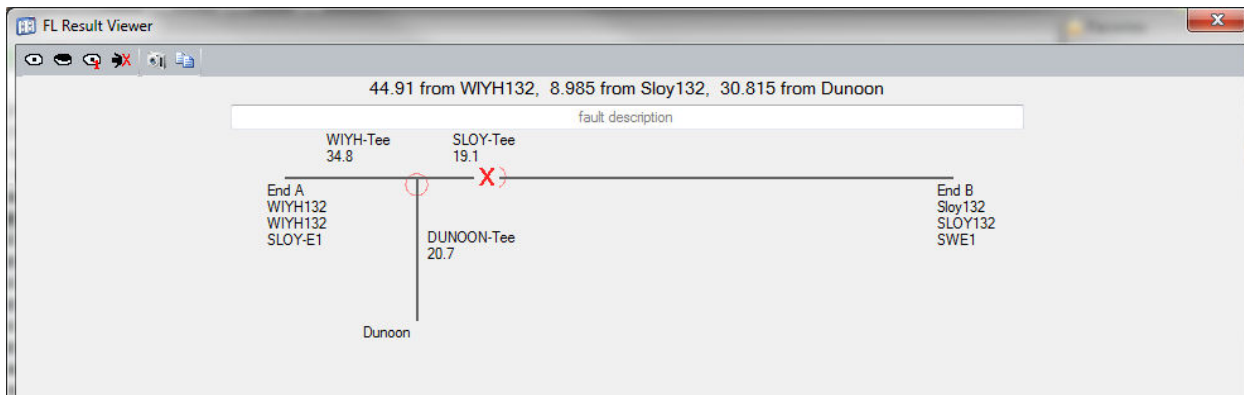 FL Result Viewer
44.91 from WIYH132, 8.985 from Sloy132, 30.815 from Dunoon
fault description
WIYH-Tee
34.8
SLOY-Tee
19.1
X
End A
WIYH132
WIYH132
SLOY-E1
End B
Sloy132
SLOY132
SWE1
DUNOON-Tee
20.7
Dunoon